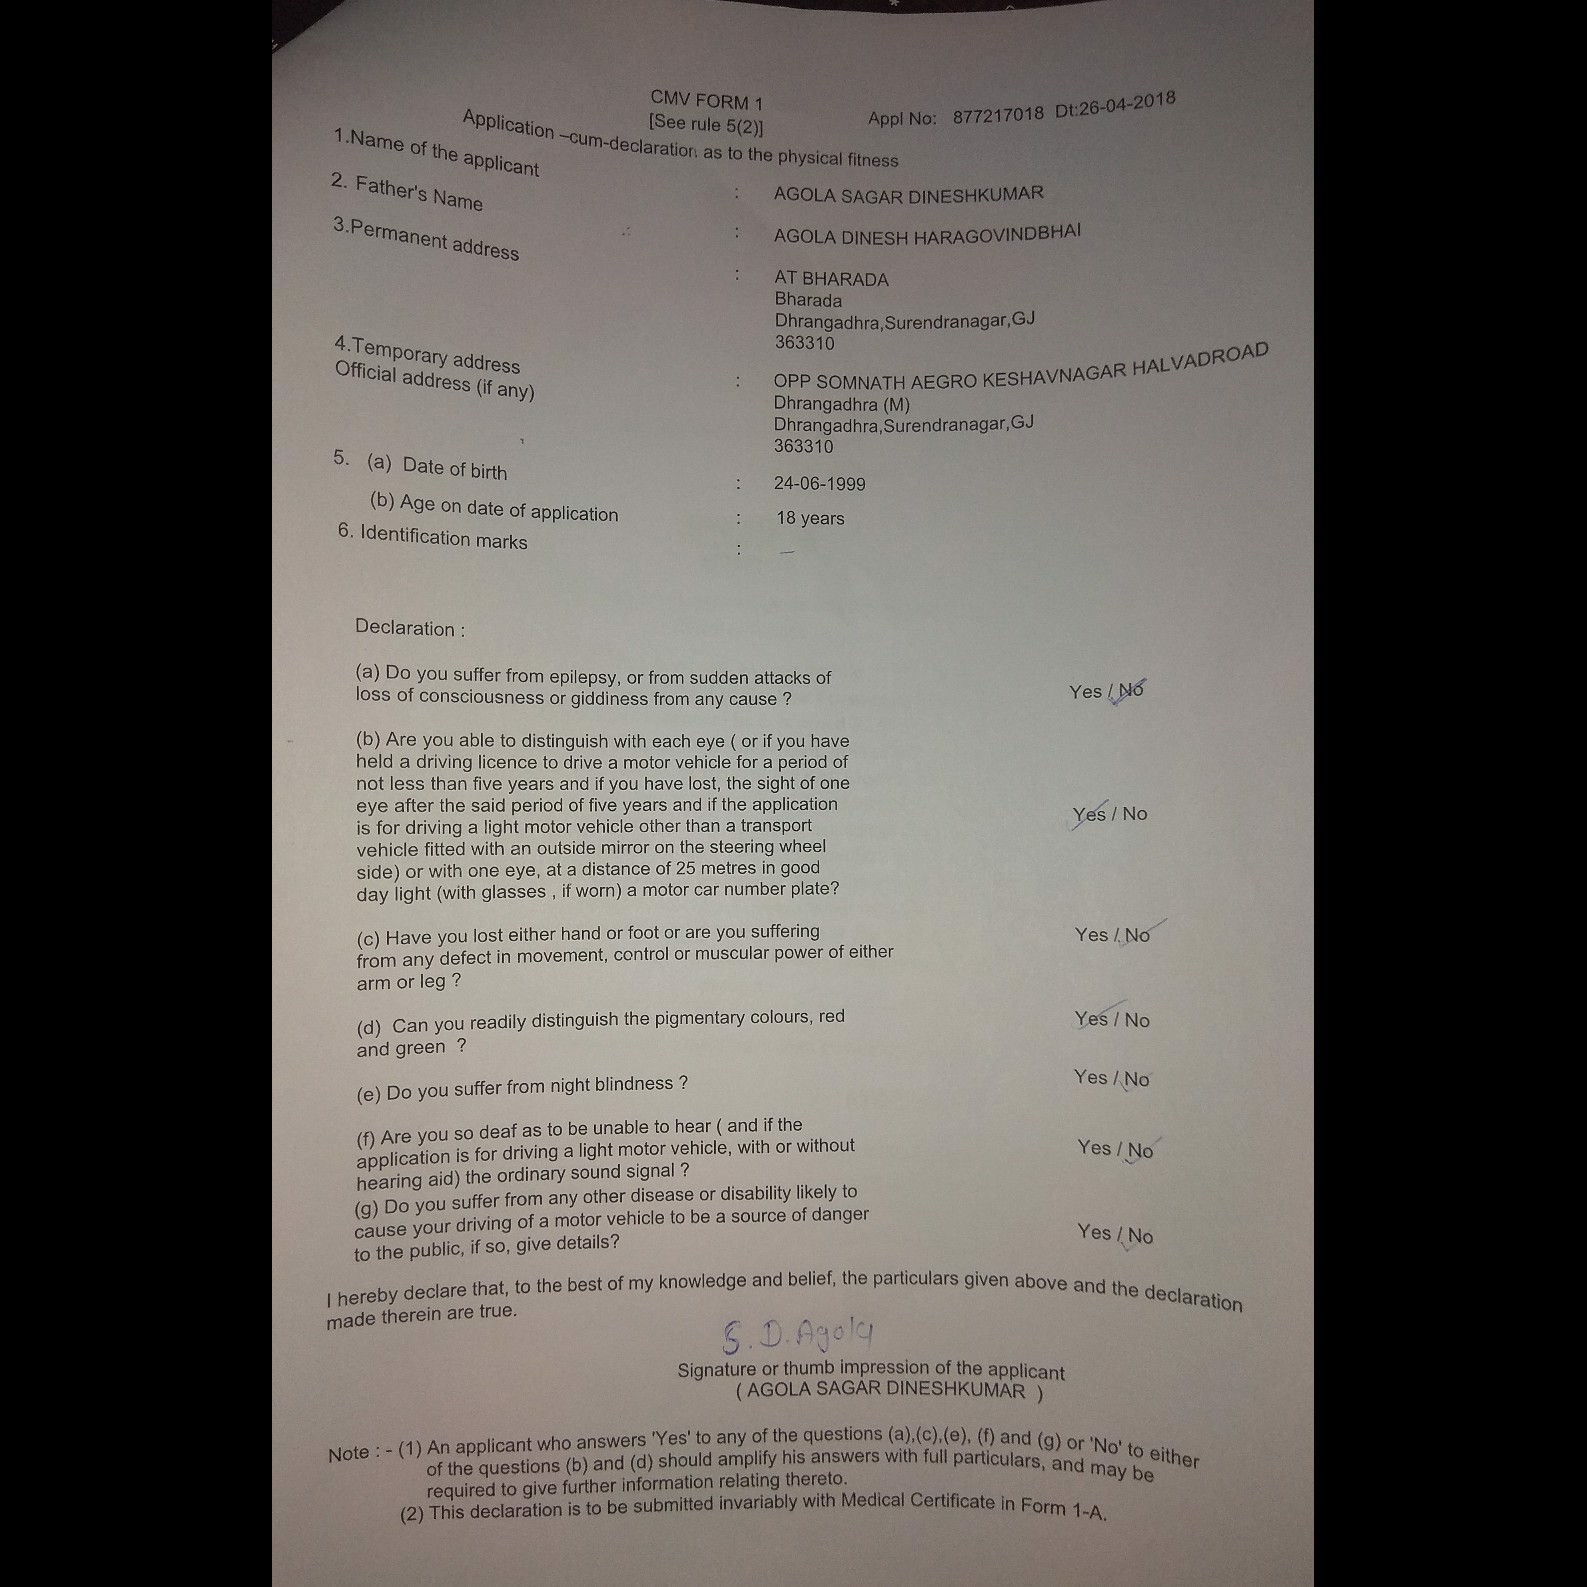 CMV FORM 1
[See rule 5(2)]
Appl No: 877217018 Dt:26-04-2018
Application –cum-declaration as to the physical fitness
1.Name of the applicant : AGOLA SAGAR DINESHKUMAR
2. Father's Name : AGOLA DINESH HARAGOVINDBHAI
3.Permanent address : AT BHARADA
Bharada
Dhrangadhra,Surendranagar,GJ
363310
4.Temporary address
Official address (if any) : OPP SOMNATH AEGRO KESHAVNAGAR HALVADROAD
Dhrangadhra (M)
Dhrangadhra,Surendranagar,GJ
363310
5. (a) Date of birth : 24-06-1999
(b) Age on date of application : 18 years
6. Identification marks : —
Declaration :
(a) Do you suffer from epilepsy, or from sudden attacks of
loss of consciousness or giddiness from any cause ? Yes / No
(b) Are you able to distinguish with each eye ( or if you have
held a driving licence to drive a motor vehicle for a period of
not less than five years and if you have lost, the sight of one
eye after the said period of five years and if the application
is for driving a light motor vehicle other than a transport Yes / No
vehicle fitted with an outside mirror on the steering wheel
side) or with one eye, at a distance of 25 metres in good
day light (with glasses , if worn) a motor car number plate?
(c) Have you lost either hand or foot or are you suffering Yes / No
from any defect in movement, control or muscular power of either
arm or leg ?
(d) Can you readily distinguish the pigmentary colours, red Yes / No
and green ?
(e) Do you suffer from night blindness ? Yes / No
(f) Are you so deaf as to be unable to hear ( and if the
application is for driving a light motor vehicle, with or without Yes / No
hearing aid) the ordinary sound signal ?
(g) Do you suffer from any other disease or disability likely to
cause your driving of a motor vehicle to be a source of danger
to the public, if so, give details? Yes / No
I hereby declare that, to the best of my knowledge and belief, the particulars given above and the declaration
made therein are true.
S.D.Agola
Signature or thumb impression of the applicant
( AGOLA SAGAR DINESHKUMAR )
Note : - (1) An applicant who answers 'Yes' to any of the questions (a),(c),(e), (f) and (g) or 'No' to either
of the questions (b) and (d) should amplify his answers with full particulars, and may be
required to give further information relating thereto.
(2) This declaration is to be submitted invariably with Medical Certificate in Form 1-A.